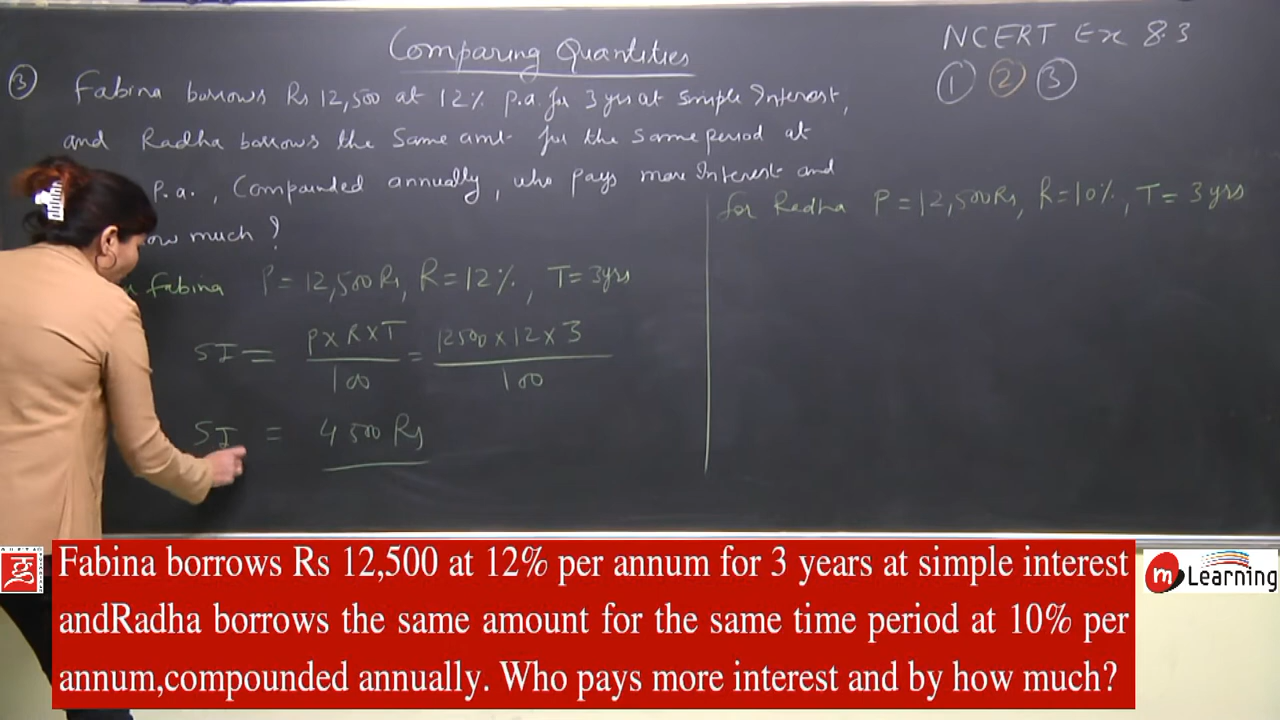 Comparing Quantities
NCERT Ex 8.3
① ② ③
③ Fabina borrows Rs 12,500 at 12% p.a. for 3 yrs at Simple Interest,
and Radha borrows the Same amt for the Same period at
P.a., Compounded annually, who pays more Interest and
ow much ?
Fabina P = 12,500 Rs, R = 12%, T = 3yrs
SI = P x R x T / 100 = 12500 x 12 x 3 / 100
SI = 4500 Rs
for Radha P = 12,500Rs, R = 10%, T = 3 yrs
Fabina borrows Rs 12,500 at 12% per annum for 3 years at simple interest
andRadha borrows the same amount for the same time period at 10% per
annum,compounded annually. Who pays more interest and by how much?
m Learning